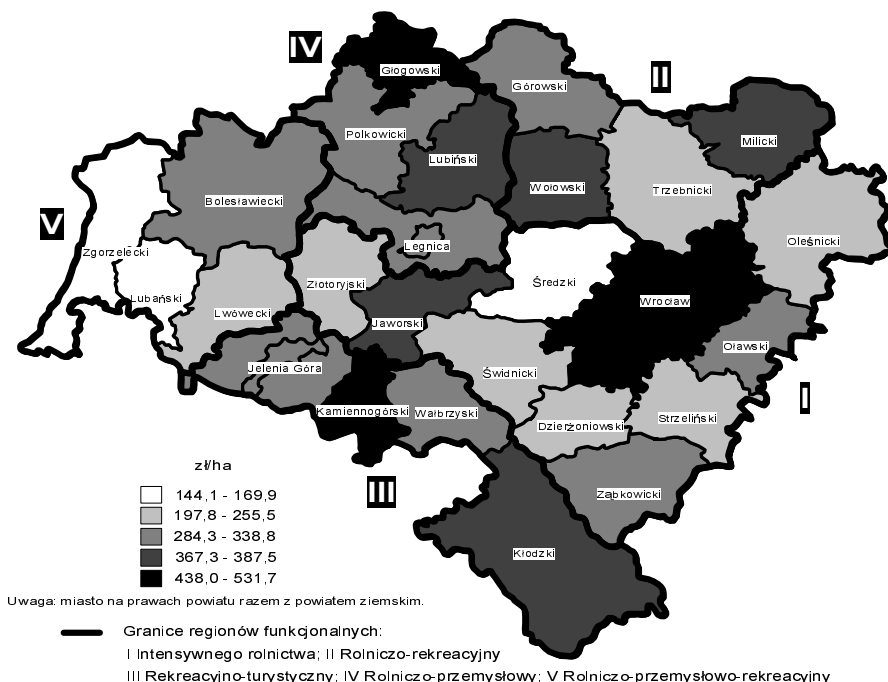 IV
Głogowski
Górowski
II
Polkowicki
Milicki
Lubiński
Wołowski
Trzebnicki
Bolesławiecki
V
Legnica
Oleśnicki
Zgorzelecki
Złotoryjski
Średzki
Lubański
Wrocław
Lwówecki
Jaworski
Oławski
Jelenia Góra
Świdnicki
I
Kamiennogórski
Wałbrzyski
Dzierżoniowski
Strzeliński
zł/ha
III
144,1 - 169,9
197,8 - 255,5
Ząbkowicki
284,3 - 338,8
367,3 - 387,5
Kłodzki
438,0 - 531,7
Uwaga: miasto na prawach powiatu razem z powiatem ziemskim.
Granice regionów funkcjonalnych:
I Intensywnego rolnictwa; II Rolniczo-rekreacyjny
III Rekreacyjno-turystyczny; IV Rolniczo-przemysłowy; V Rolniczo-przemysłowo-rekreacyjny